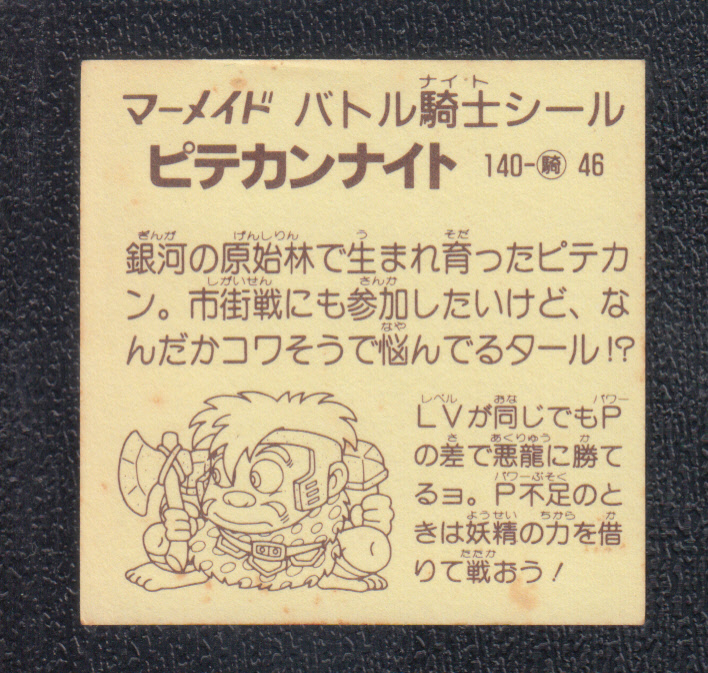 マーメイド バトル騎士シール
ピテカンナイト 140-騎 46
銀河の原始林で生まれ育ったピテカ
ン。市街戦にも参加したいけど、な
んだかコワそうで悩んでるタール!?
LVが同じでもP
の差で悪龍に勝て
るヨ。P不足のと
きは妖精の力を借
りて戦おう!